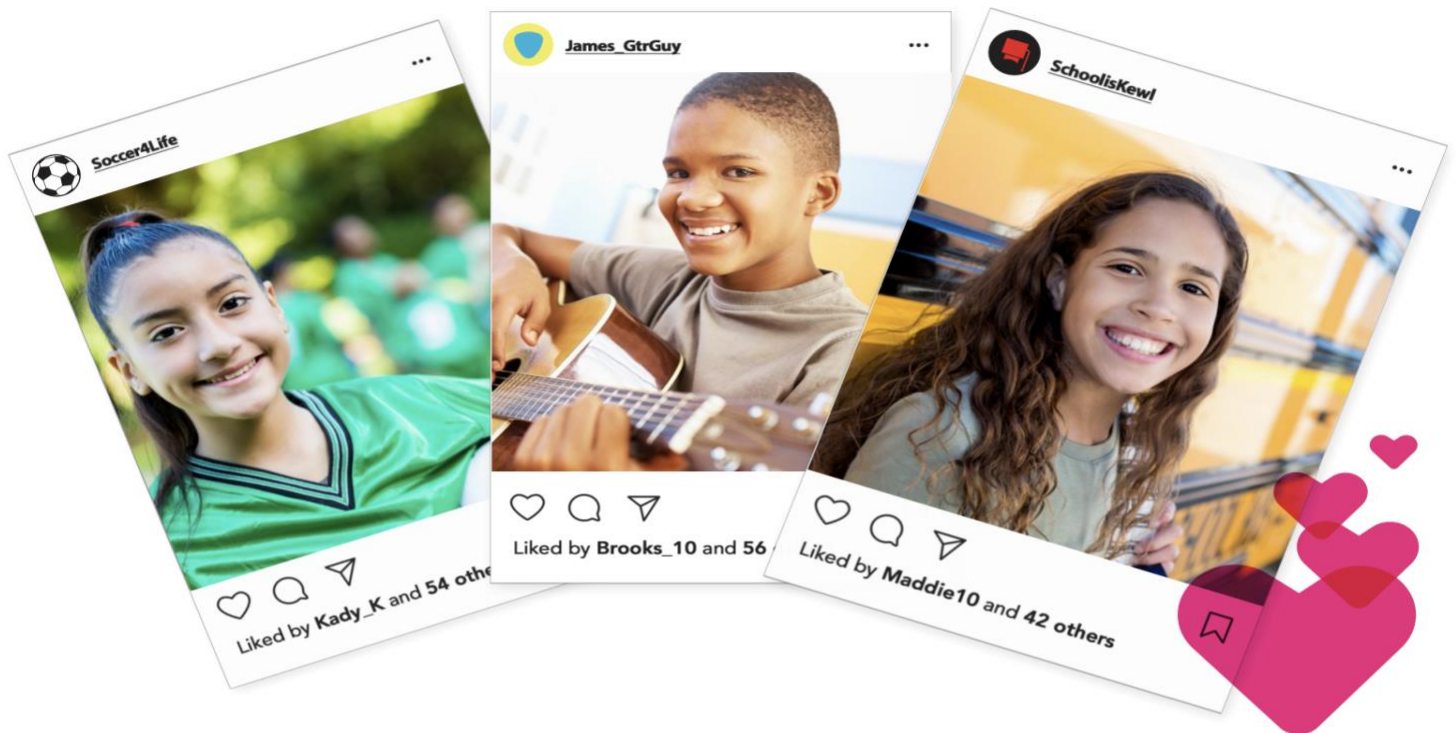 Soccer4Life
Liked by Kady_K and 54 othe
James_GtrGuy
Liked by Brooks_10 and 56
SchoolisKewl
Liked by Maddie10 and 42 others